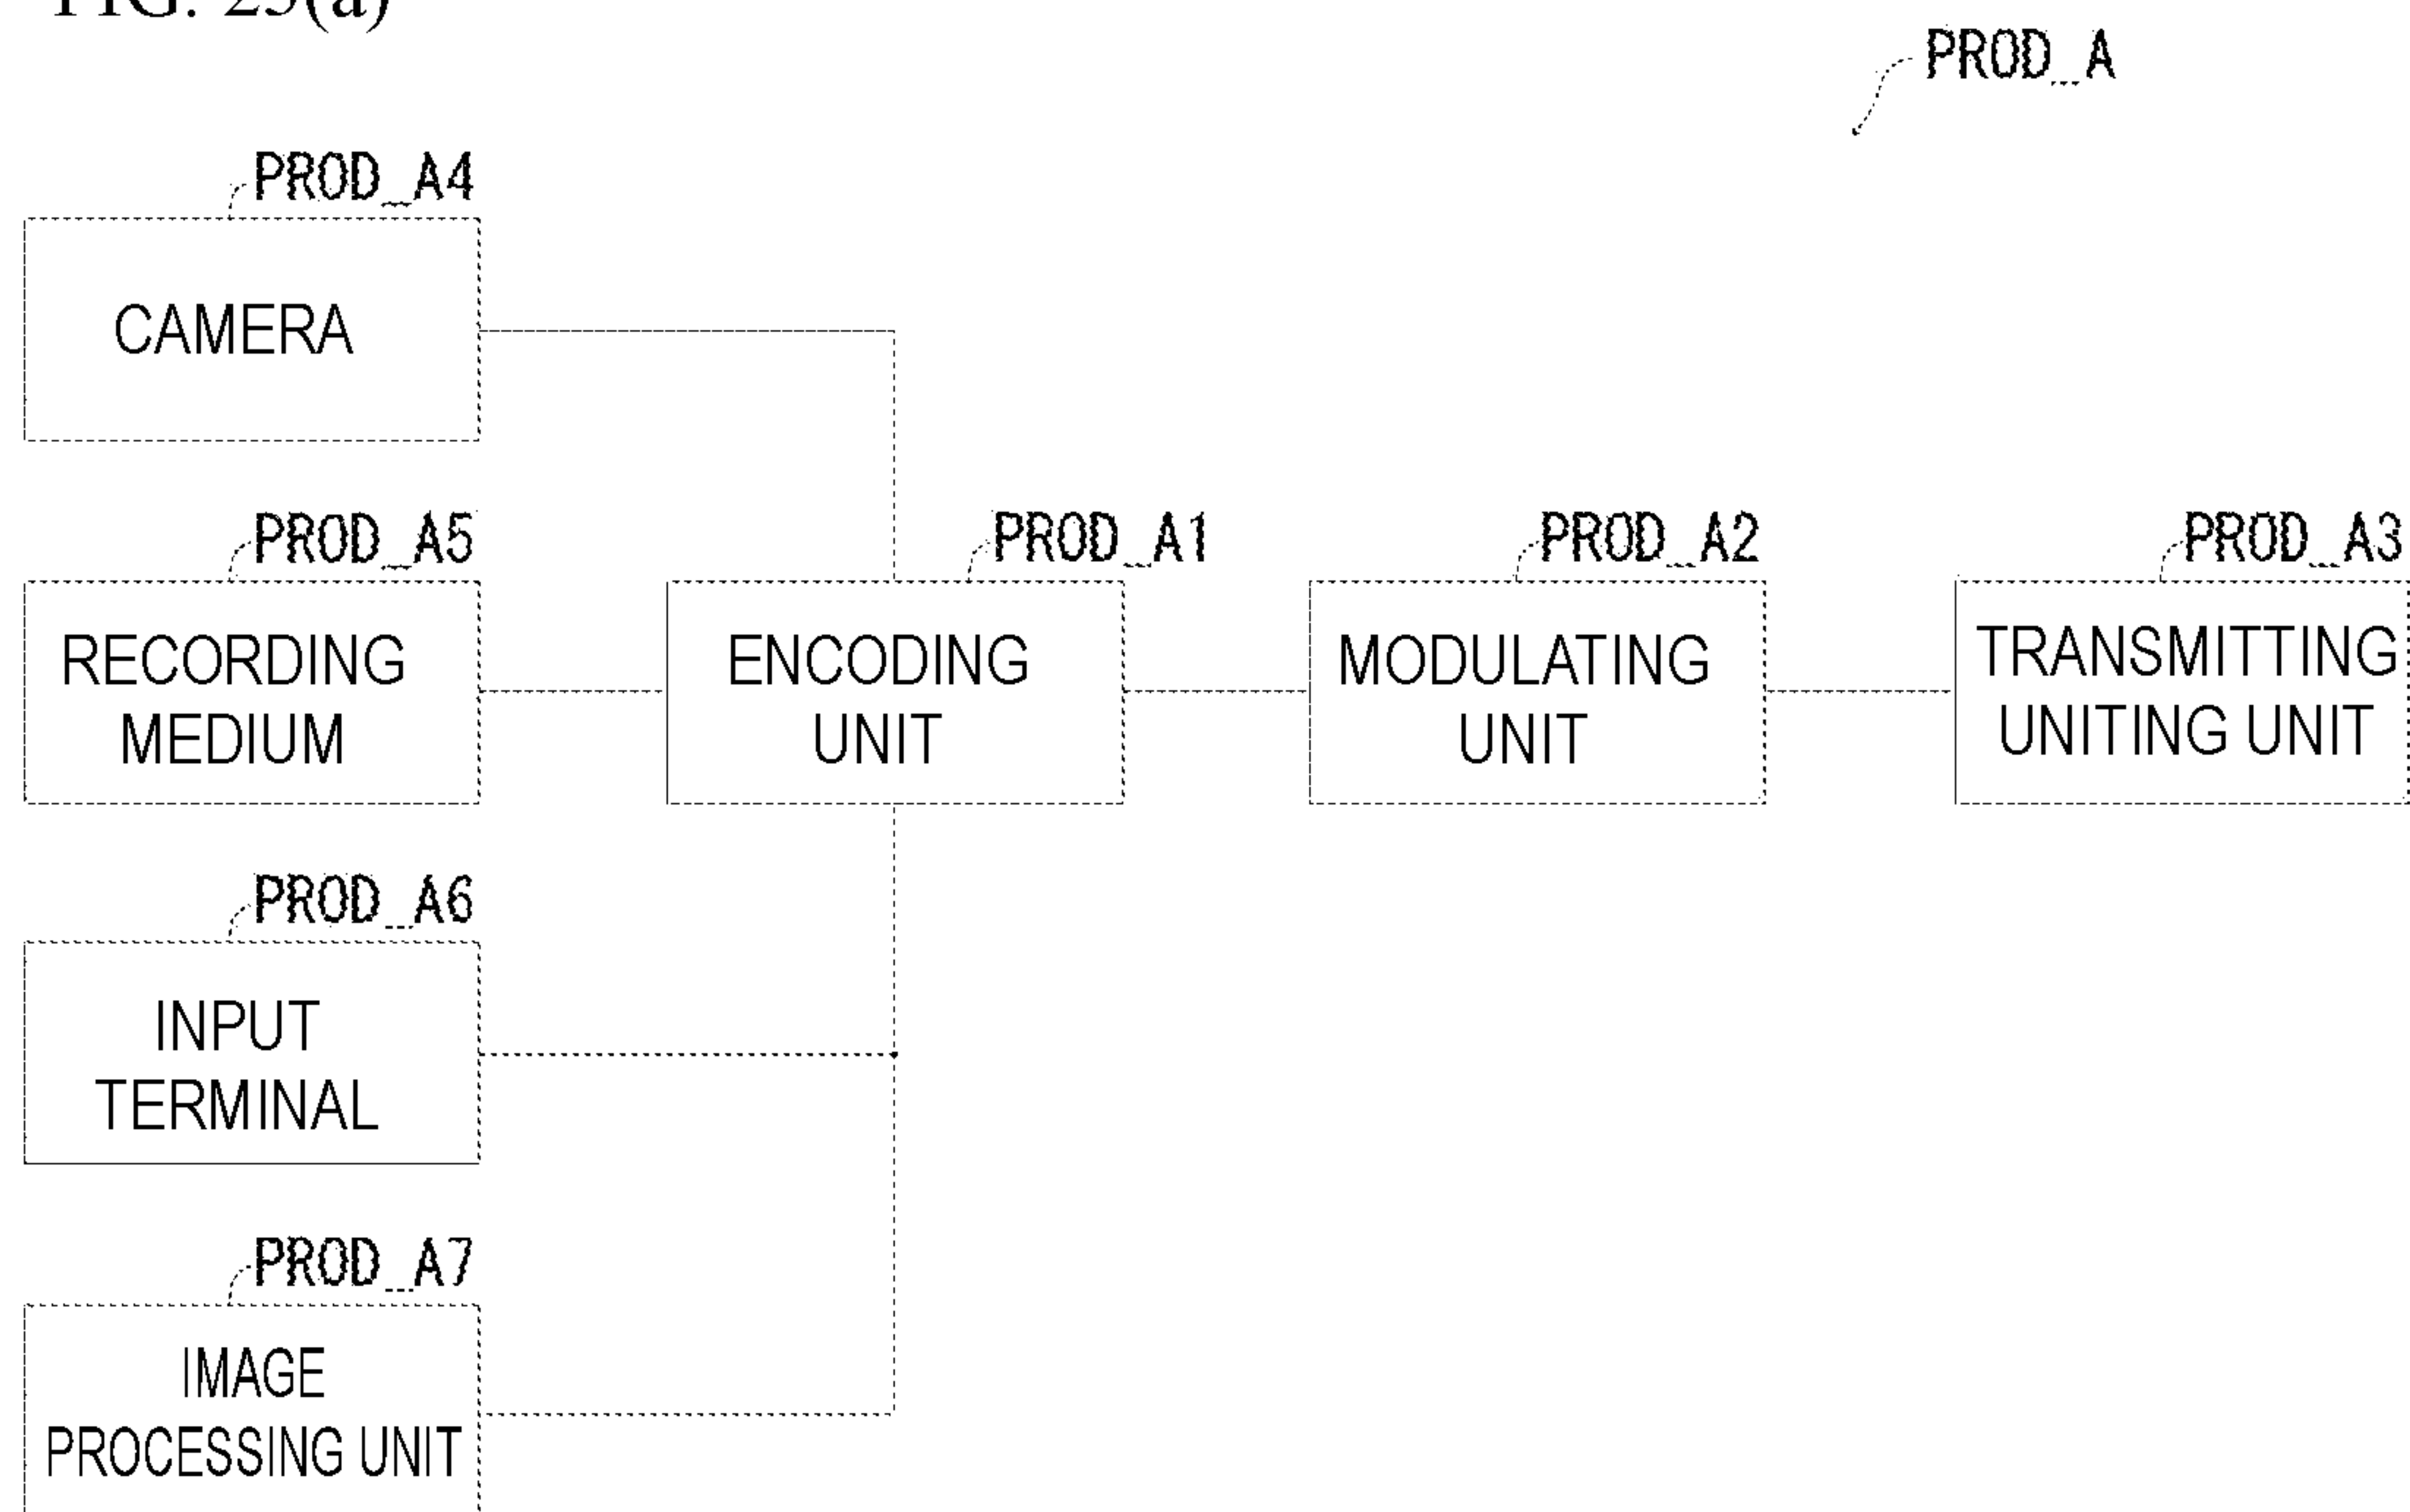 FIG. 25(a)
PROD_A
PROD_A4
CAMERA
PROD_A5
RECORDING
MEDIUM
PROD_A1
ENCODING
UNIT
PROD_A2
MODULATING
UNIT
PROD_A3
TRANSMITTING
UNITING UNIT
PROD_A6
INPUT
TERMINAL
PROD_A7
IMAGE
PROCESSING UNIT